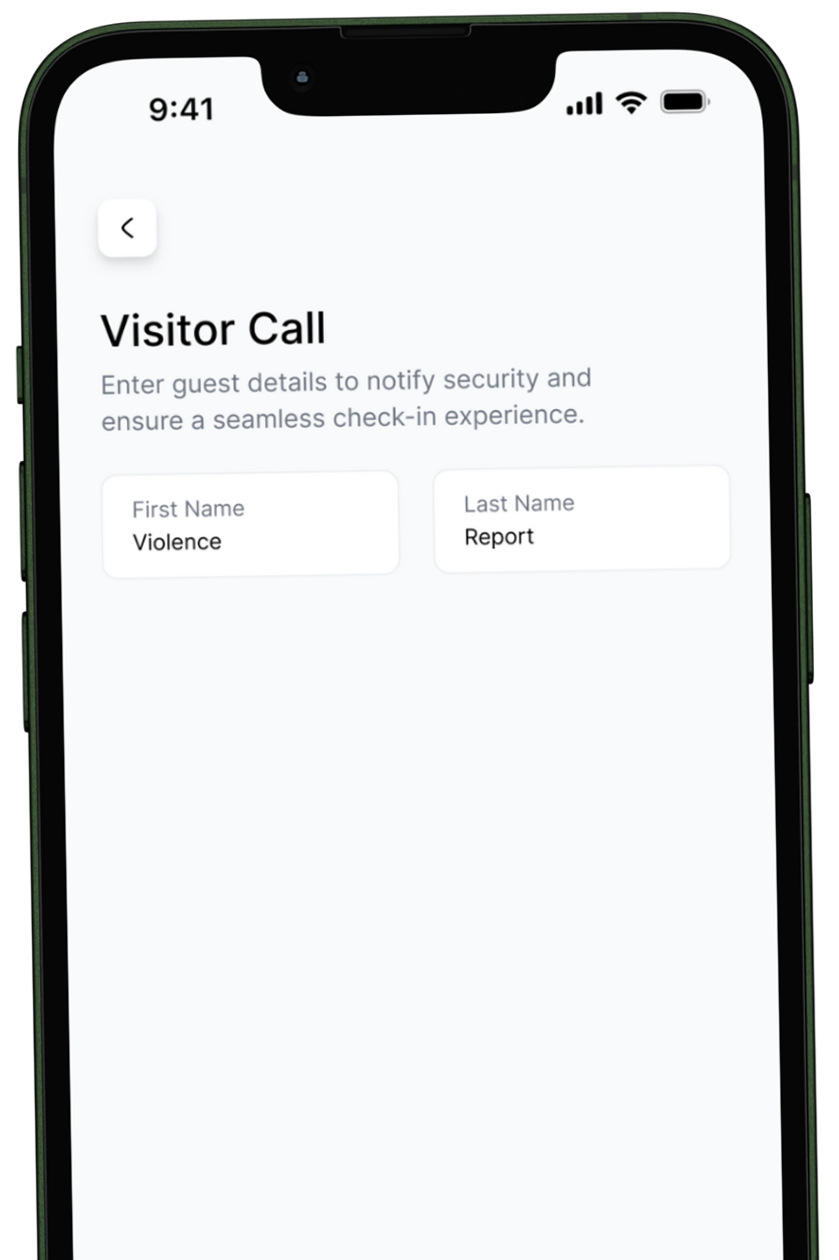 9:41
Visitor Call
Enter guest details to notify security and
ensure a seamless check-in experience.
First Name
Violence
Last Name
Report